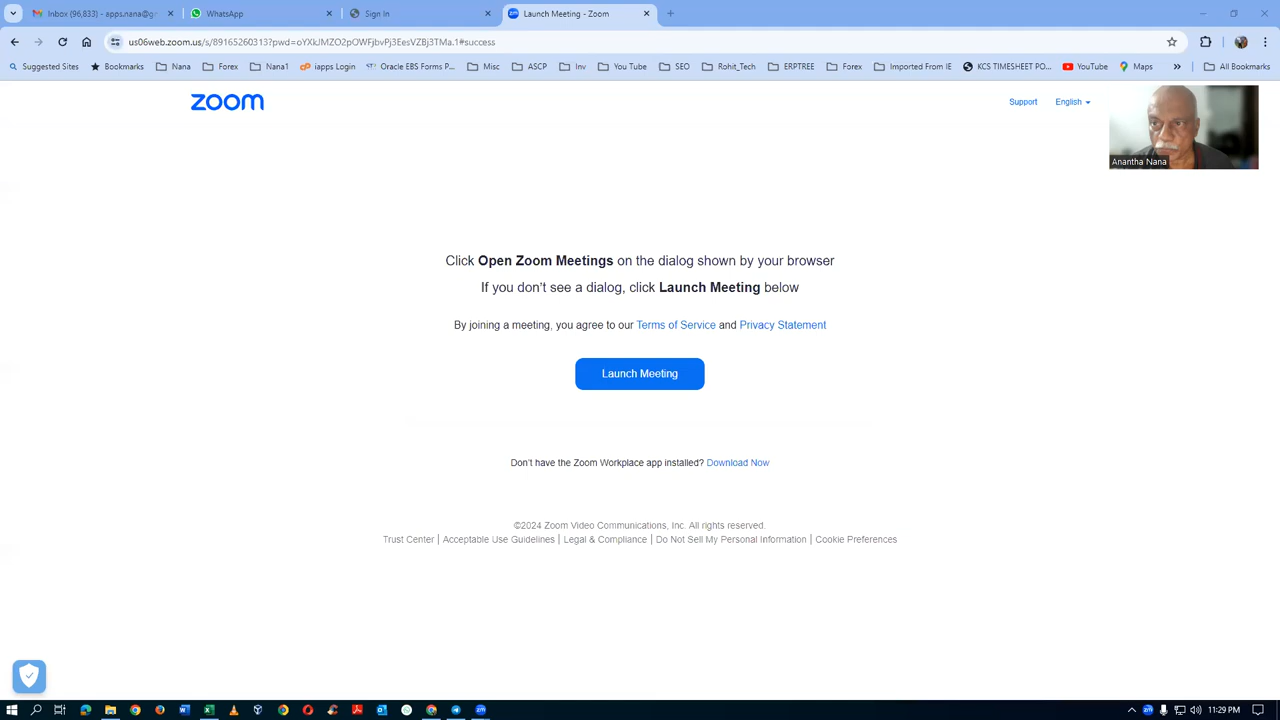 Inbox (96,833) - apps.nana@gr
WhatsApp
Sign In
Launch Meeting - Zoom
us06web.zoom.us/s/89165260313?pwd=oYXkJMZO2pOWFjbvPj3EesVZBj3TMa.1#success
Suggested Sites
Bookmarks
Nana
Forex
Nana1
iapps Login
Oracle EBS Forms P...
Misc
ASCP
Inv
You Tube
SEO
Rohit_Tech
ERPTREE
Forex
Imported From IE
KCS TIMESHEET PO...
YouTube
Maps
All Bookmarks
zoom
Support
English
Anantha Nana
Click Open Zoom Meetings on the dialog shown by your browser
If you don't see a dialog, click Launch Meeting below
By joining a meeting, you agree to our Terms of Service and Privacy Statement
Launch Meeting
Don't have the Zoom Workplace app installed? Download Now
©2024 Zoom Video Communications, Inc. All rights reserved.
Trust Center | Acceptable Use Guidelines | Legal & Compliance | Do Not Sell My Personal Information | Cookie Preferences
11:29 PM